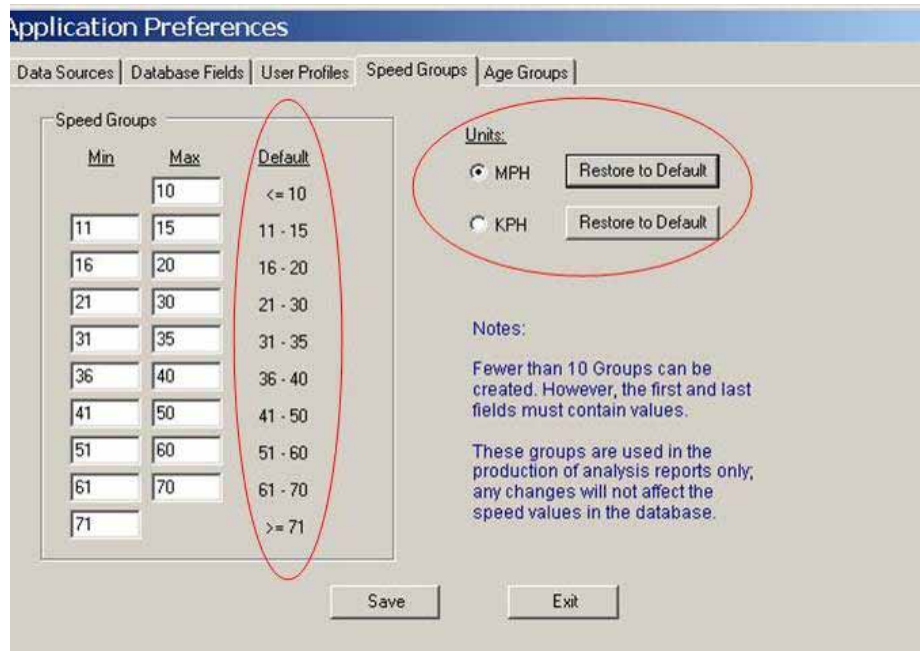 Application Preferences
Data Sources Database Fields User Profiles Speed Groups Age Groups
Speed Groups
Min Max Default
10 <= 10
11 15 11 - 15
16 20 16 - 20
21 30 21 - 30
31 35 31 - 35
36 40 36 - 40
41 50 41 - 50
51 60 51 - 60
61 70 61 - 70
71 >= 71
Units:
MPH Restore to Default
KPH Restore to Default
Notes:
Fewer than 10 Groups can be
created. However, the first and last
fields must contain values.
These groups are used in the
production of analysis reports only;
any changes will not affect the
speed values in the database.
Save Exit